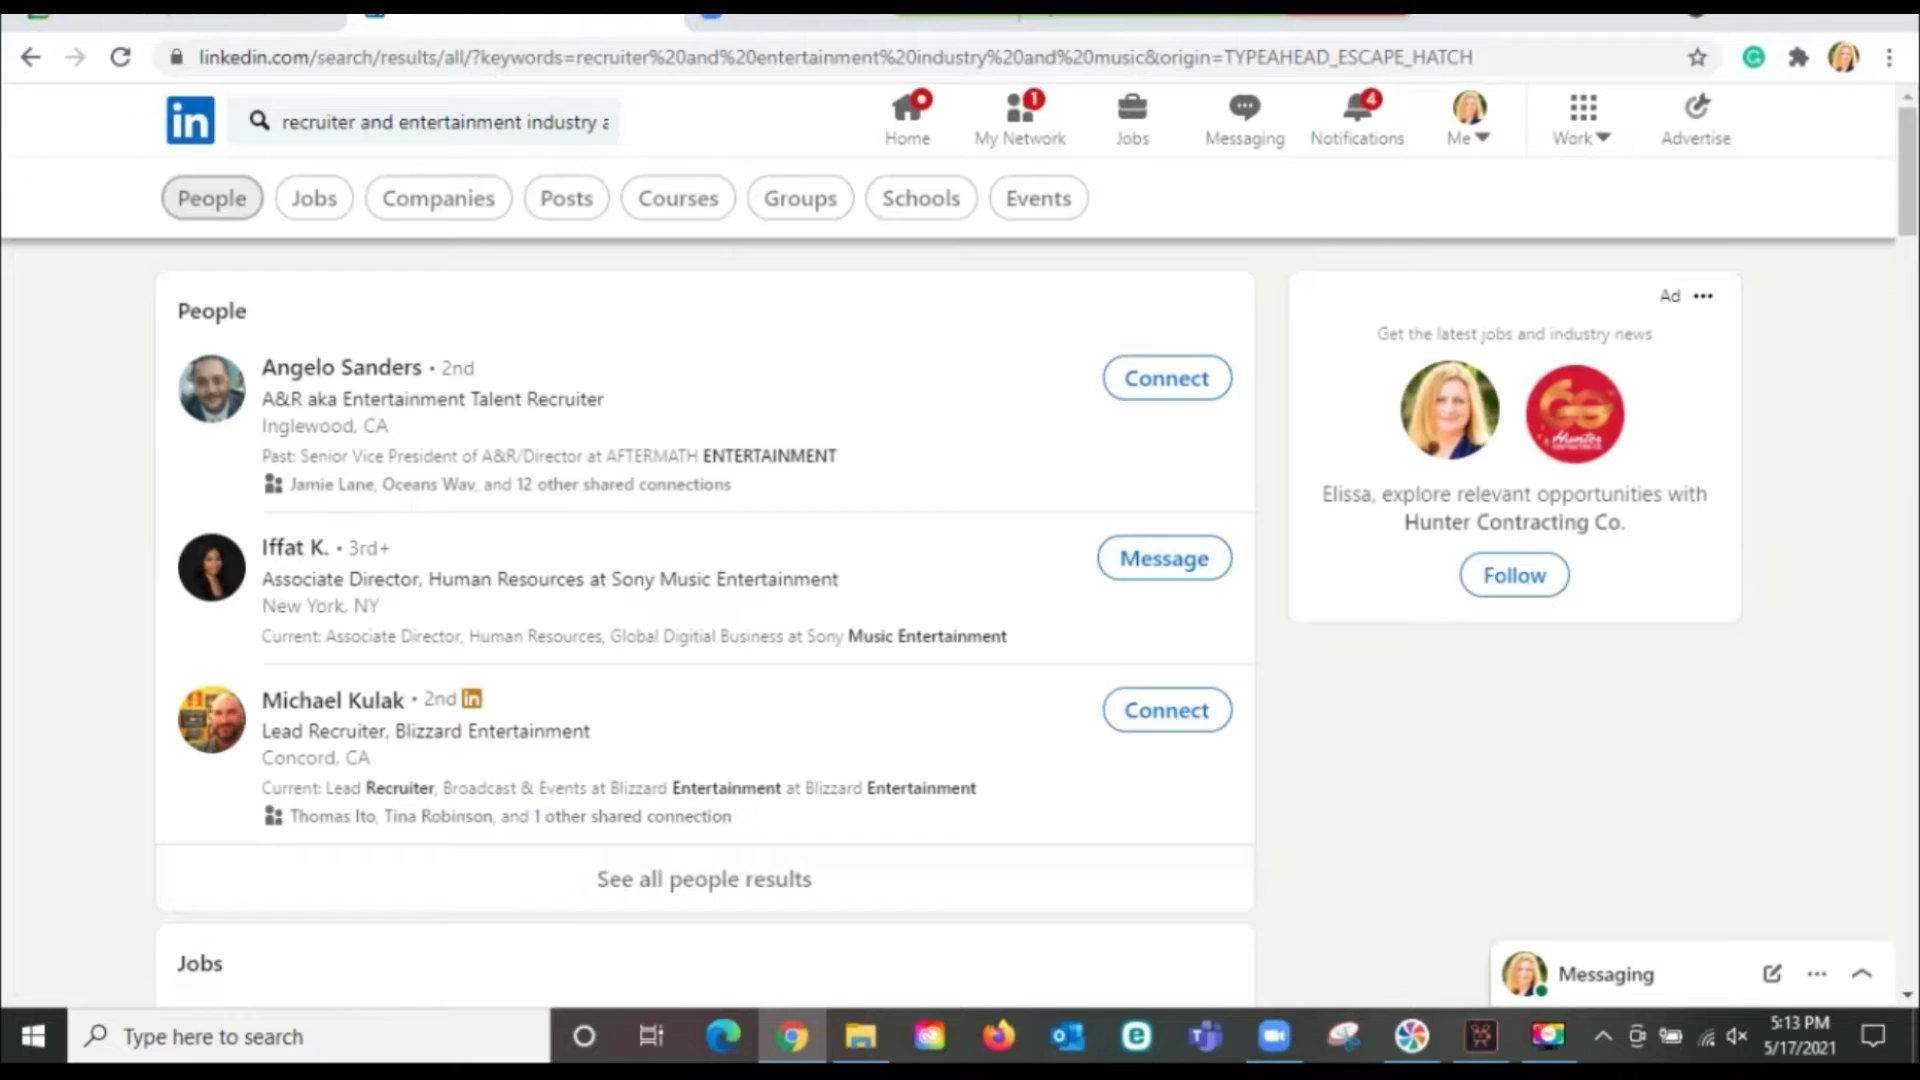 linkedin.com/search/results/all/?keywords=recruiter%20and%20entertainment%20industry%20and%20music&origin=TYPEAHEAD_ESCAPE_HATCH
in
recruiter and entertainment industry a
Home
1
My Network
Jobs
Messaging
4
Notifications
Me
Work
Advertise
People
Jobs
Companies
Posts
Courses
Groups
Schools
Events
People
Angelo Sanders • 2nd
A&R aka Entertainment Talent Recruiter
Inglewood, CA
Past: Senior Vice President of A&R/Director at AFTERMATH ENTERTAINMENT
Jamie Lane, Oceans Wav, and 12 other shared connections
Connect
Iffat K. • 3rd+
Associate Director, Human Resources at Sony Music Entertainment
New York, NY
Current: Associate Director, Human Resources, Global Digitial Business at Sony Music Entertainment
Message
Michael Kulak • 2nd in
Lead Recruiter, Blizzard Entertainment
Concord, CA
Current: Lead Recruiter, Broadcast & Events at Blizzard Entertainment at Blizzard Entertainment
Thomas Ito, Tina Robinson, and 1 other shared connection
Connect
See all people results
Jobs
Ad •••
Get the latest jobs and industry news
Hunter
Elissa, explore relevant opportunities with
Hunter Contracting Co.
Follow
Messaging
Type here to search
5:13 PM
5/17/2021